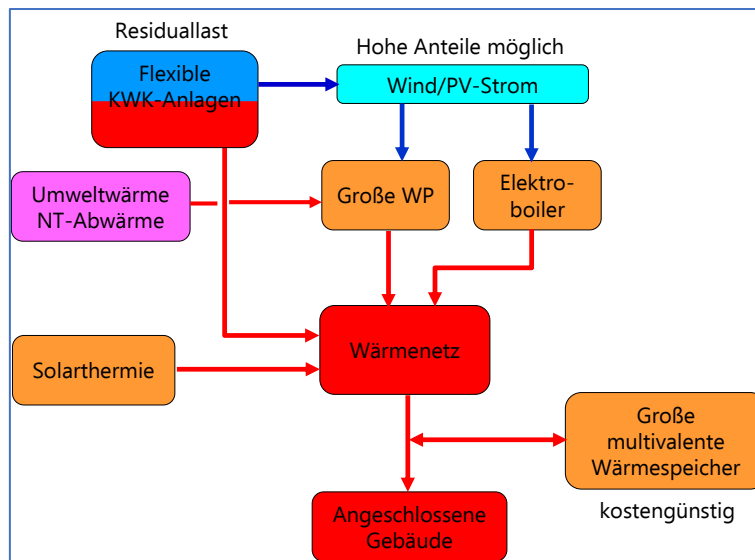 Residuallast
Hohe Anteile möglich
Flexible
KWK-Anlagen
Wind/PV-Strom
Umweltwärme
NT-Abwärme
Große WP
Elektro-
boiler
Wärmenetz
Solarthermie
Große
multivalente
Wärmespeicher
kostengünstig
Angeschlossene
Gebäude